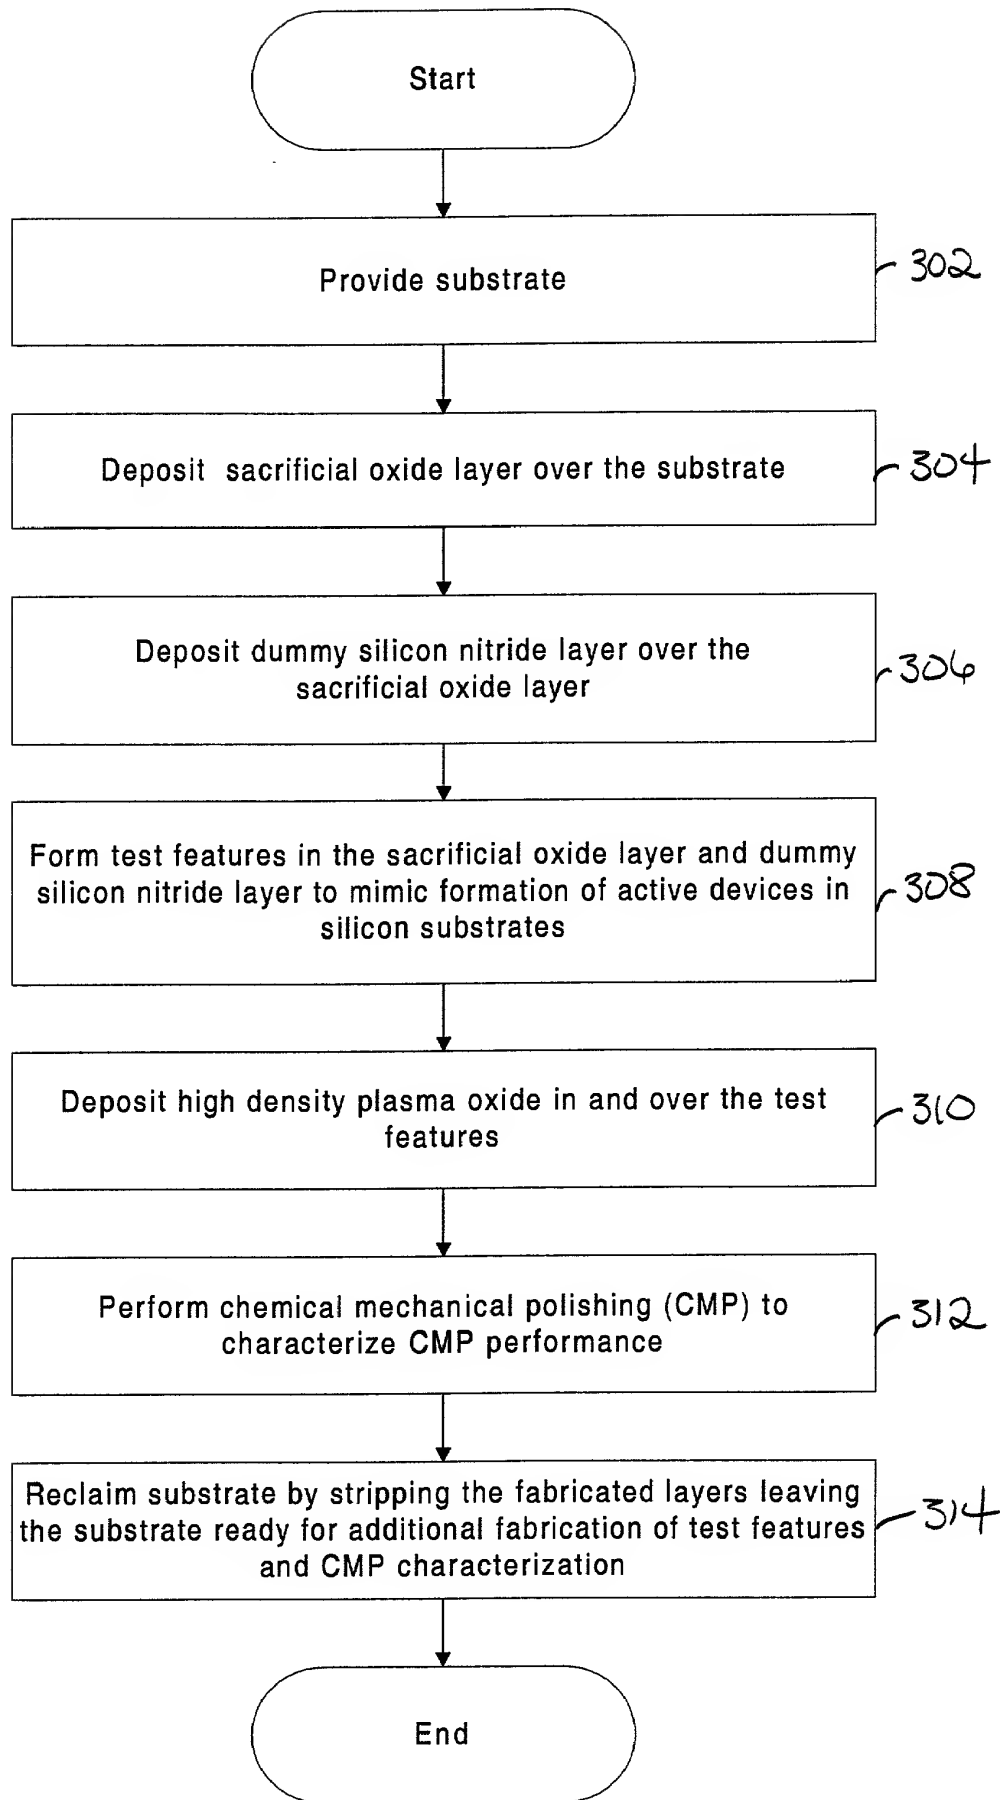 Start
Provide substrate
302
Deposit sacrificial oxide layer over the substrate
304
Deposit dummy silicon nitride layer over the
sacrificial oxide layer
306
Form test features in the sacrificial oxide layer and dummy
silicon nitride layer to mimic formation of active devices in
silicon substrates
308
Deposit high density plasma oxide in and over the test
features
310
Perform chemical mechanical polishing (CMP) to
characterize CMP performance
312
Reclaim substrate by stripping the fabricated layers leaving
the substrate ready for additional fabrication of test features
and CMP characterization
314
End